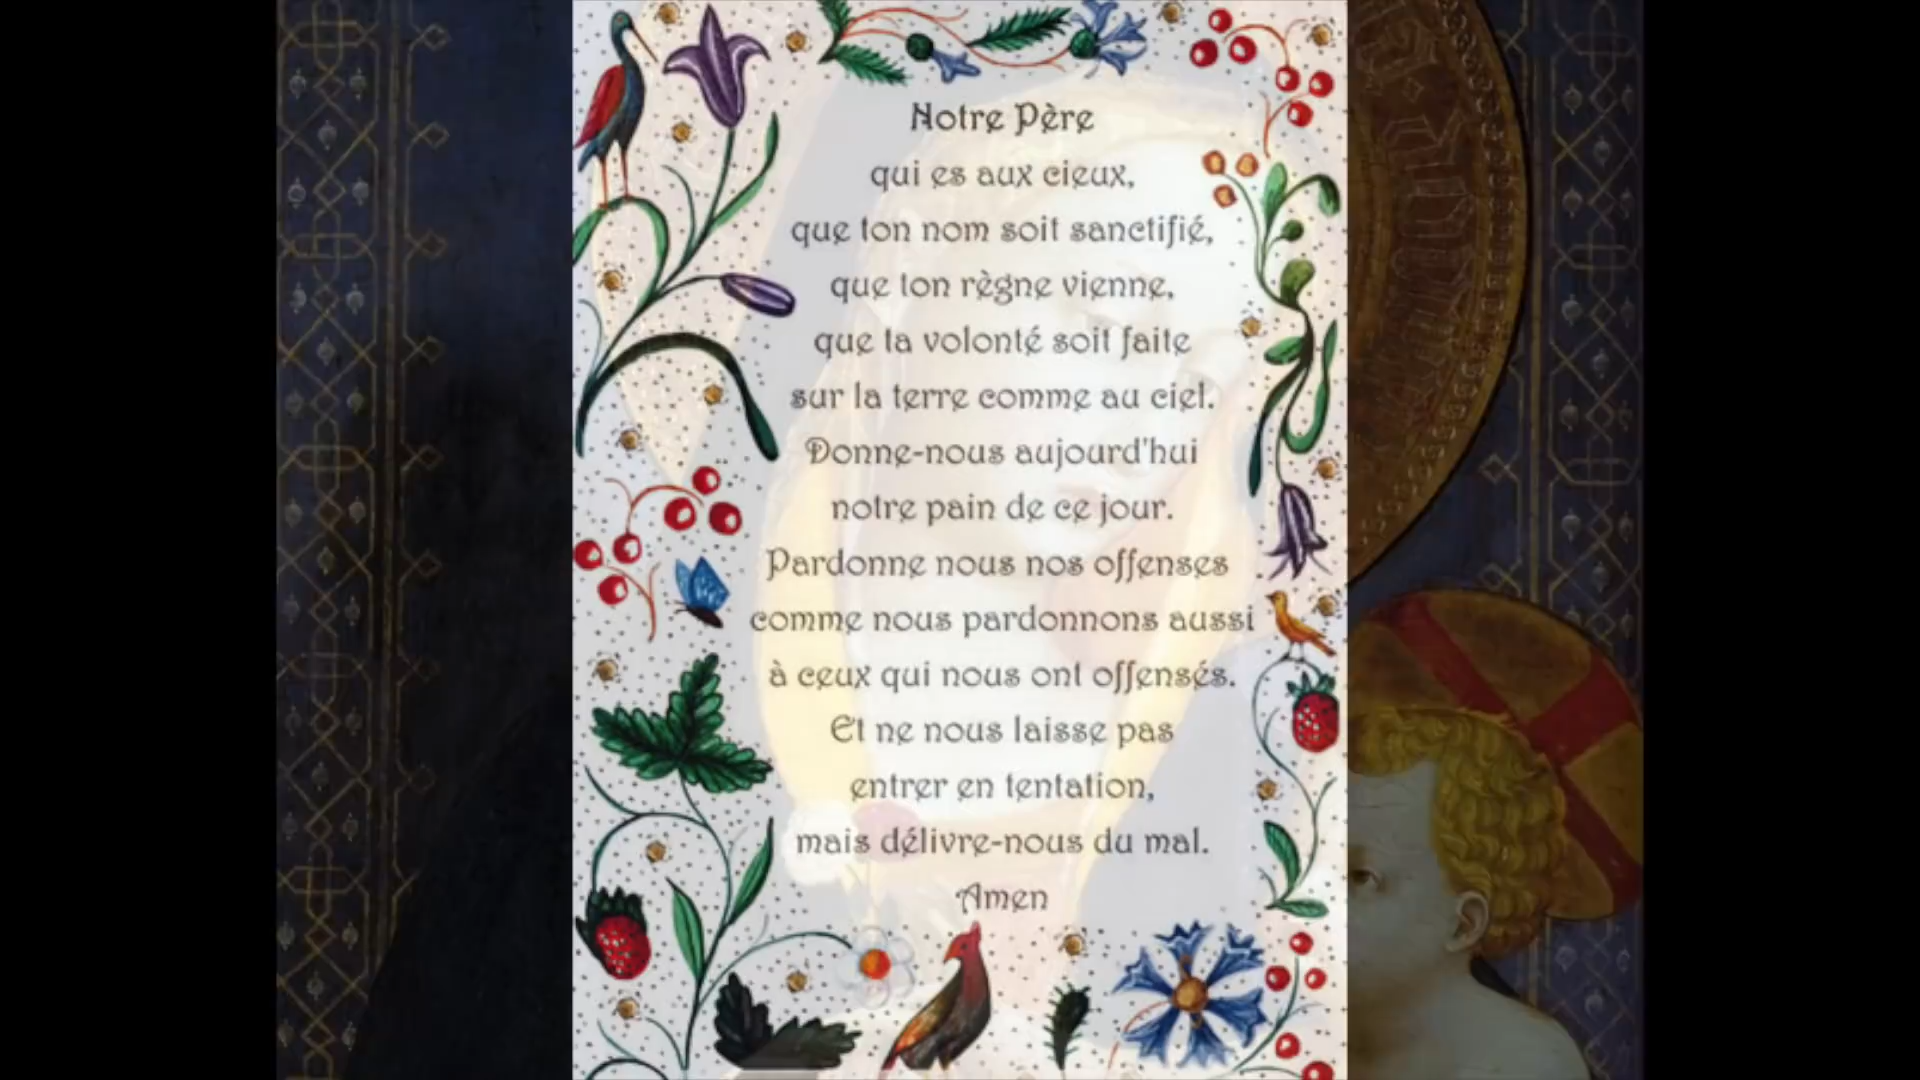 Notre Père
qui es aux cieux,
que ton nom soit sanctifié,
que ton règne vienne,
que ta volonté soit faite
sur la terre comme au ciel.
Donne-nous aujourd'hui
notre pain de ce jour.
Pardonne nous nos offenses
comme nous pardonnons aussi
à ceux qui nous ont offensés.
Et ne nous laisse pas
entrer en tentation,
mais délivre-nous du mal.
Amen